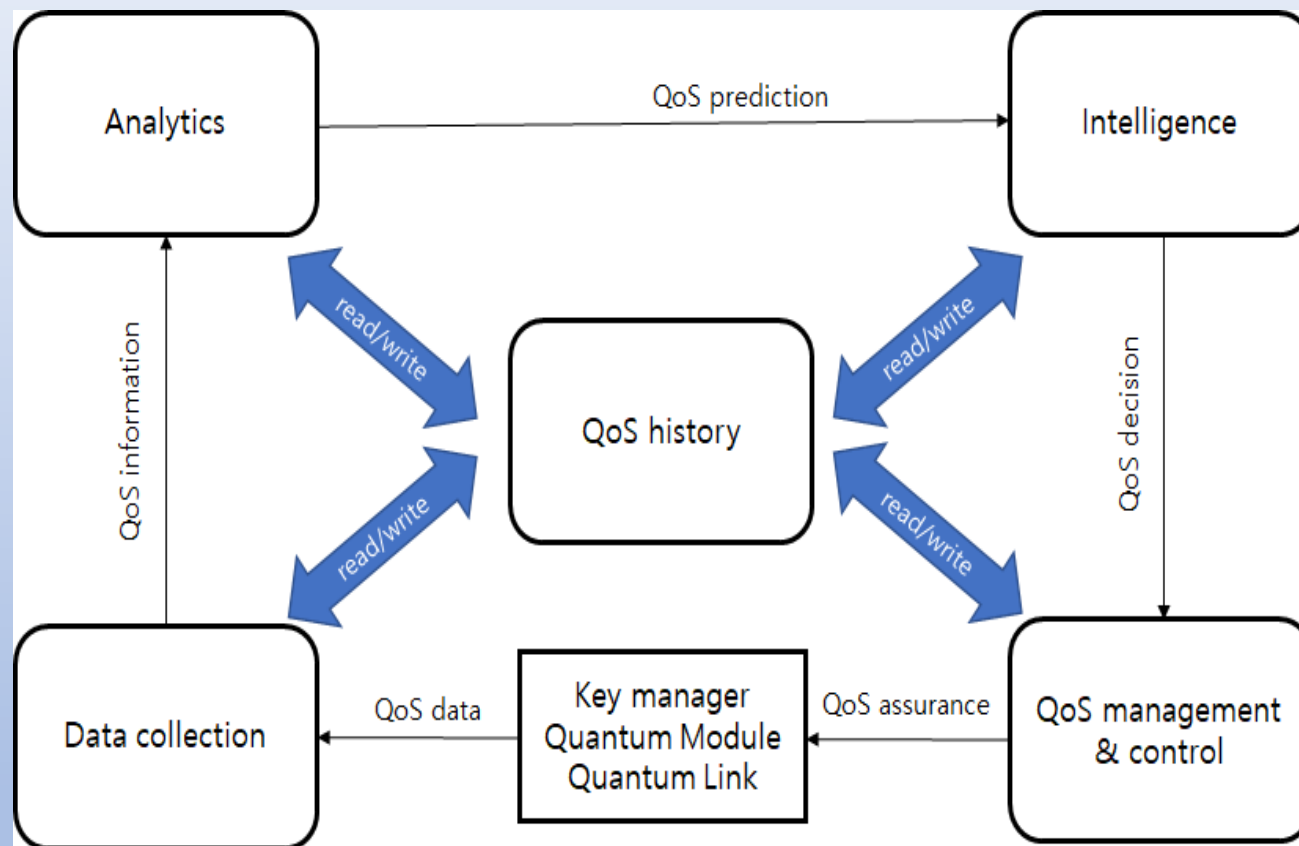 Analytics
QoS prediction
Intelligence
read/write
read/write
QoS information
QoS history
QoS decision
read/write
read/write
Data collection
QoS data
Key manager
Quantum Module
Quantum Link
QoS assurance
QoS management
& control